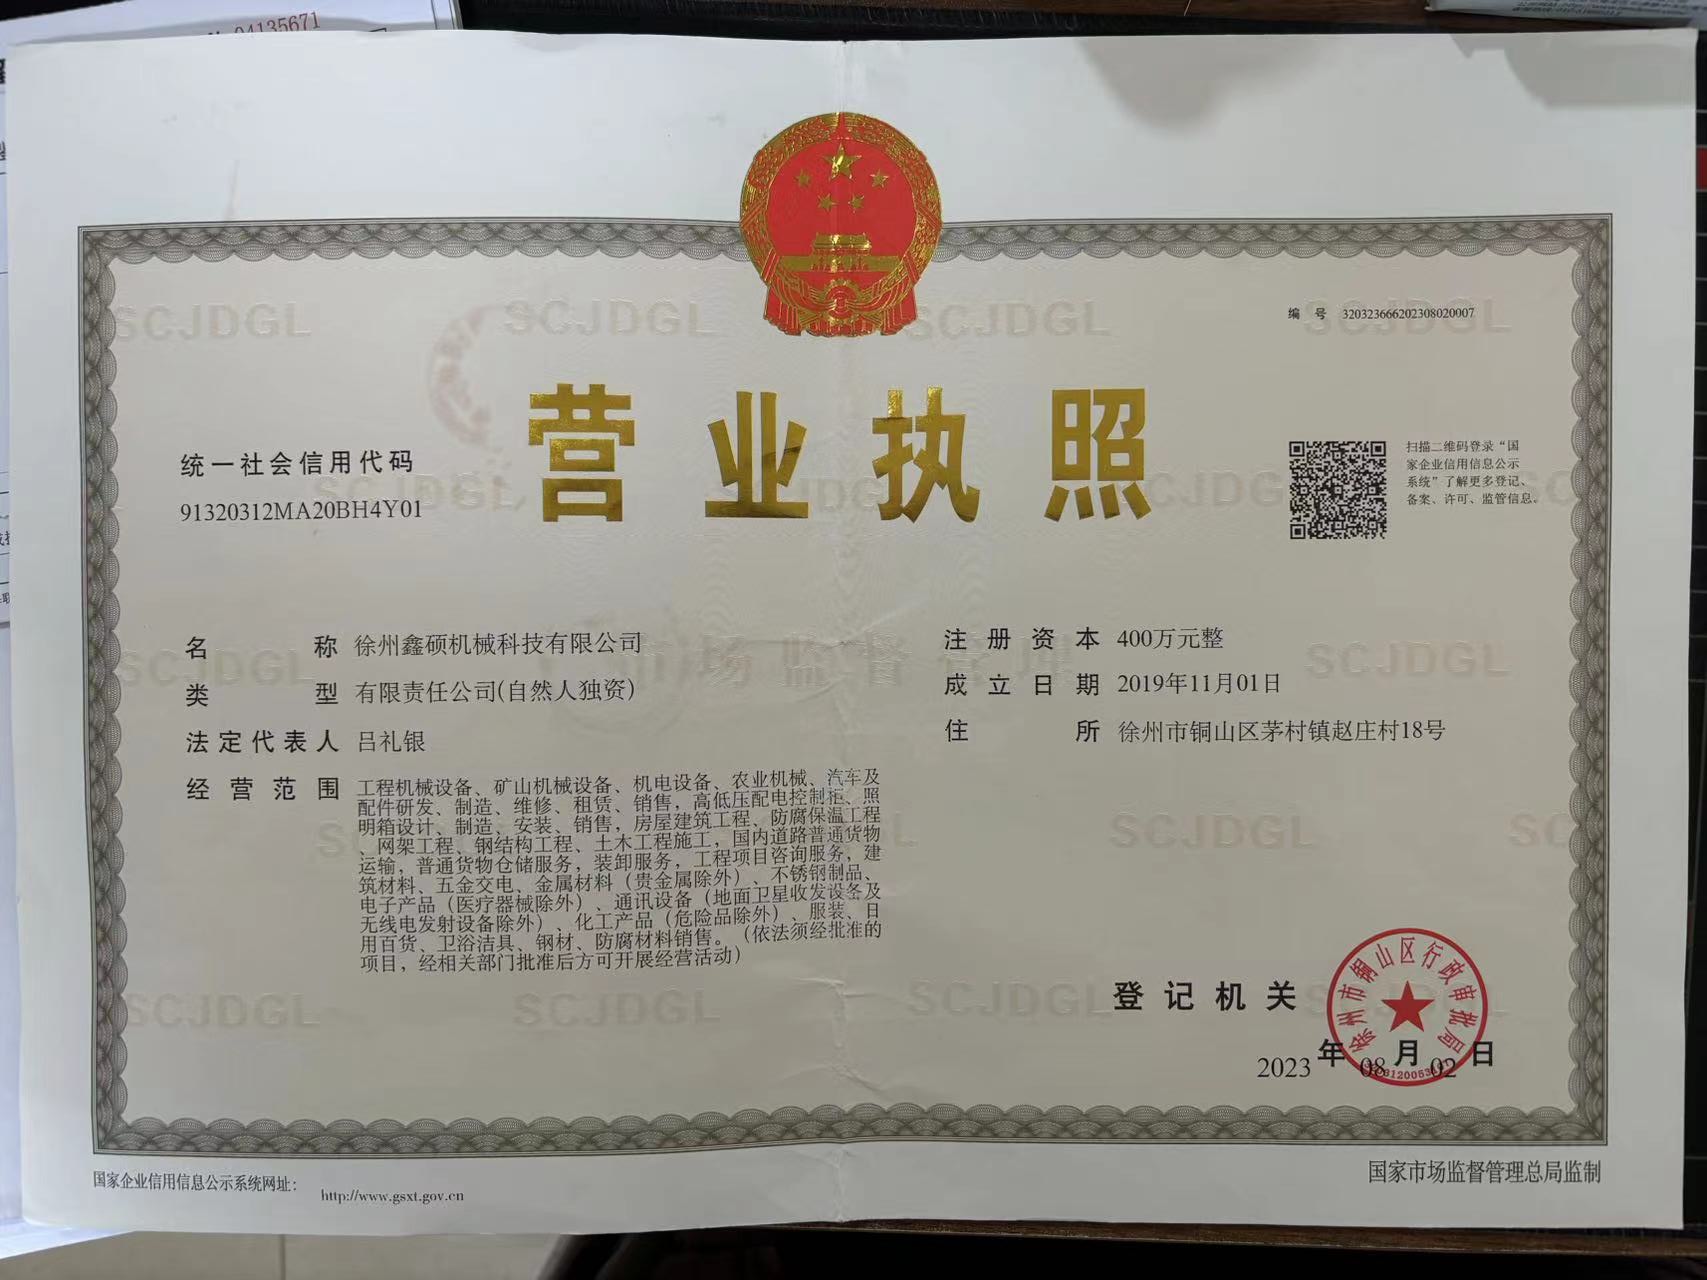 04135671
编 号 320323666202308020007
营业执照
统一社会信用代码
91320312MA20BH4Y01
扫描二维码登录“国
家企业信用信息公示
系统”了解更多登记、
备案、许可、监管信息。
名 称 徐州鑫硕机械科技有限公司
类 型 有限责任公司(自然人独资)
法定代表人 吕礼银
经营范围 工程机械设备、矿山机械设备、机电设备、农业机械、汽车及
配件研发、制造、维修、租赁、销售，高低压配电控制柜、照
明箱设计、制造、安装、销售，房屋建筑工程、防腐保温工程
、网架工程、钢结构工程、土木工程施工，国内道路普通货物
运输，普通货物仓储服务，装卸服务，工程项目咨询服务，建
筑材料、五金交电、金属材料（贵金属除外）、不锈钢制品、
电子产品（医疗器械除外）、通讯设备（地面卫星收发设备及
无线电发射设备除外）、化工产品（危险品除外）、服装、日
用百货、卫浴洁具、钢材、防腐材料销售。（依法须经批准的
项目，经相关部门批准后方可开展经营活动）
注册资本 400万元整
成立日期 2019年11月01日
住 所 徐州市铜山区茅村镇赵庄村18号
登记机关
徐州市铜山区行政审批局
2023 年 08 月 02 日
国家企业信用信息公示系统网址：
http://www.gsxt.gov.cn
国家市场监督管理总局监制